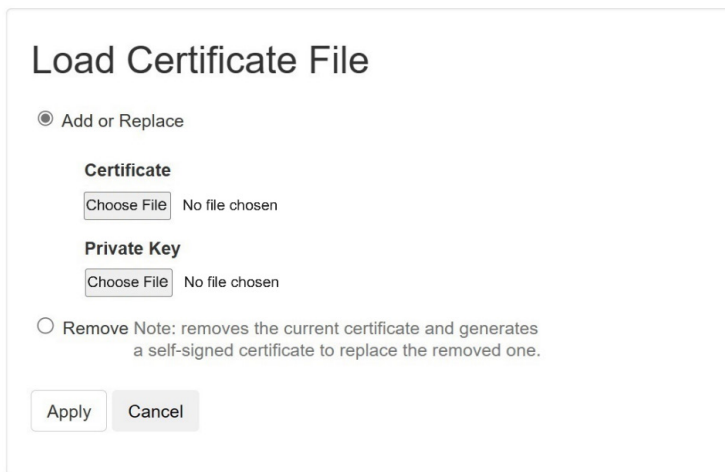 Load Certificate File
Add or Replace
Certificate
Choose File No file chosen
Private Key
Choose File No file chosen
Remove Note: removes the current certificate and generates
a self-signed certificate to replace the removed one.
Apply Cancel